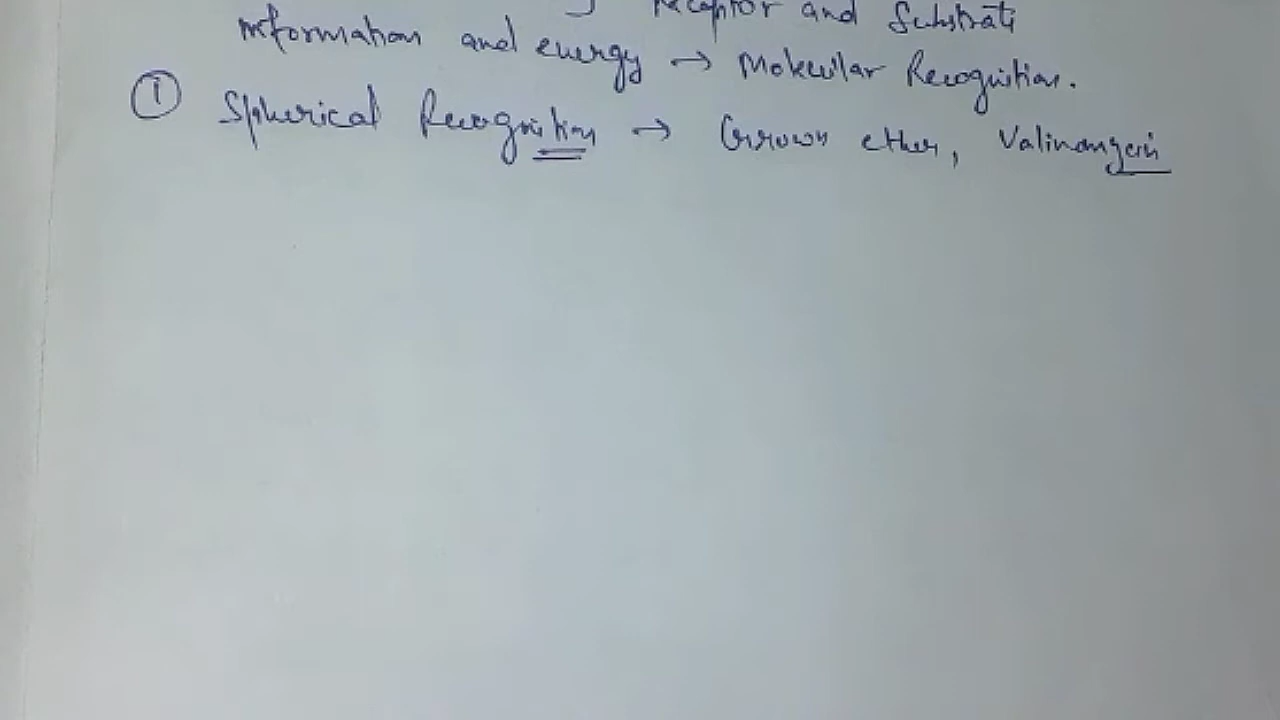 receptor and Substrate
information and energy → Molecular Recognition.
① Spherical Recognition → Crown ether, Valinomycin